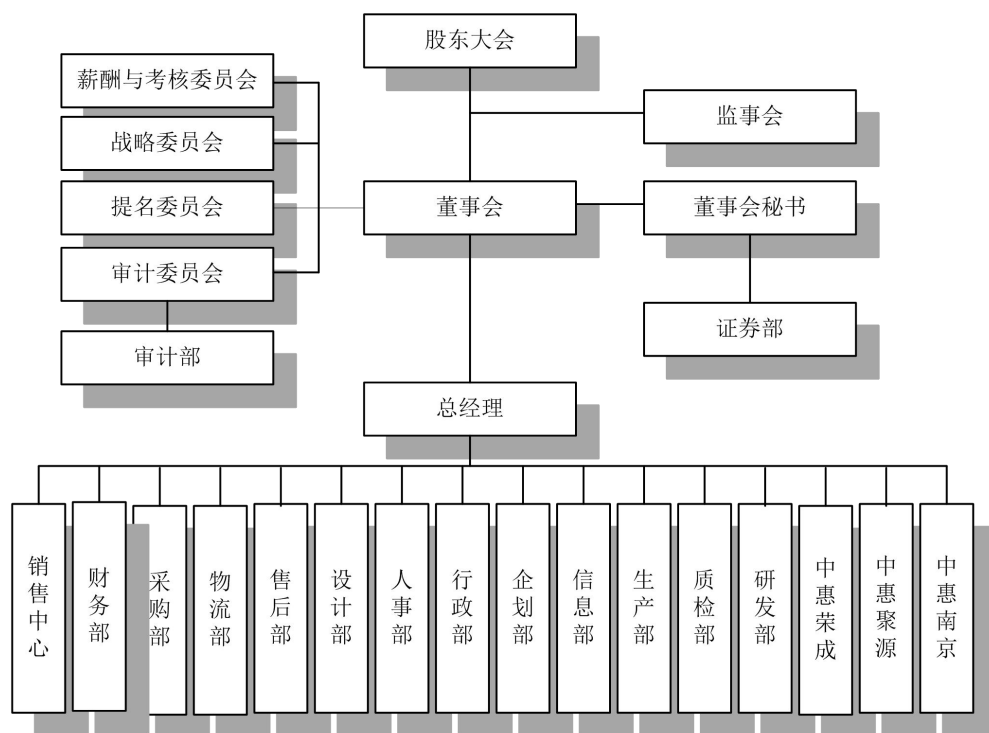 股东大会
薪酬与考核委员会
监事会
战略委员会
提名委员会
董事会
董事会秘书
审计委员会
证券部
审计部
总经理
销售中心
财务部
采购部
物流部
售后部
设计部
人事部
行政部
企划部
信息部
生产部
质检部
研发部
中惠荣成
中惠聚源
中惠南京